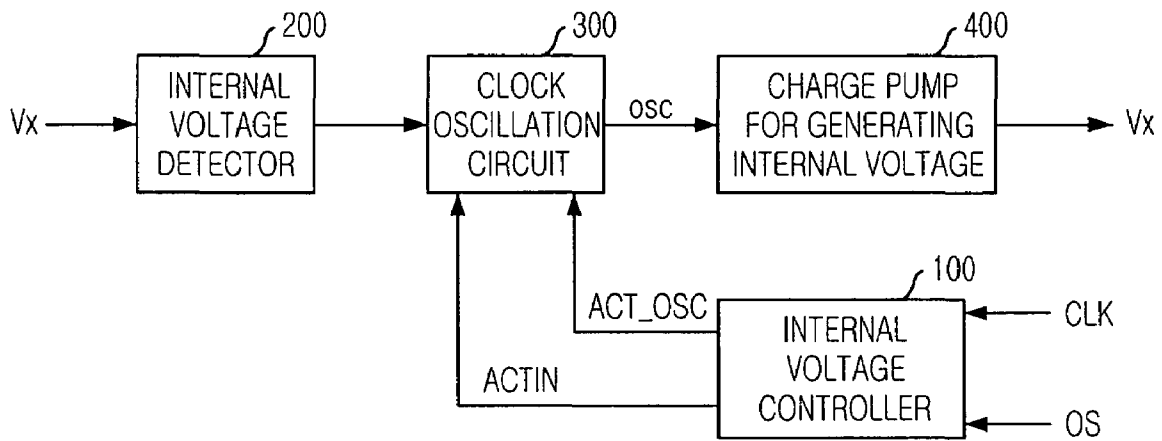 200
300
400
Vx
INTERNAL
VOLTAGE
DETECTOR
CLOCK
OSCILLATION
CIRCUIT
osc
CHARGE PUMP
FOR GENERATING
INTERNAL VOLTAGE
Vx
100
ACT_OSC
ACTIN
INTERNAL
VOLTAGE
CONTROLLER
CLK
OS